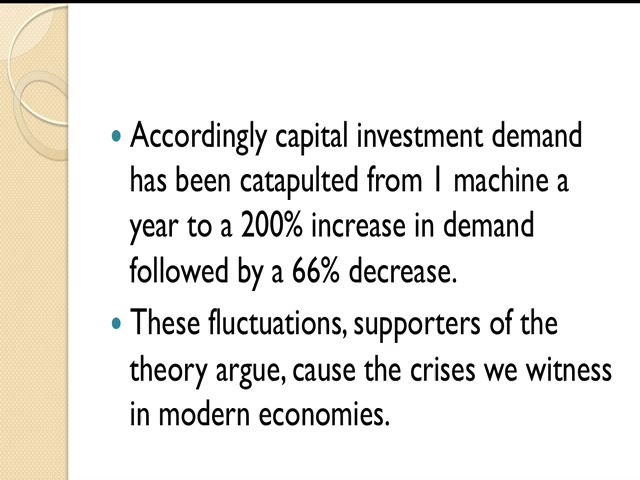 • Accordingly capital investment demand
has been catapulted from 1 machine a
year to a 200% increase in demand
followed by a 66% decrease.
• These fluctuations, supporters of the
theory argue, cause the crises we witness
in modern economies.